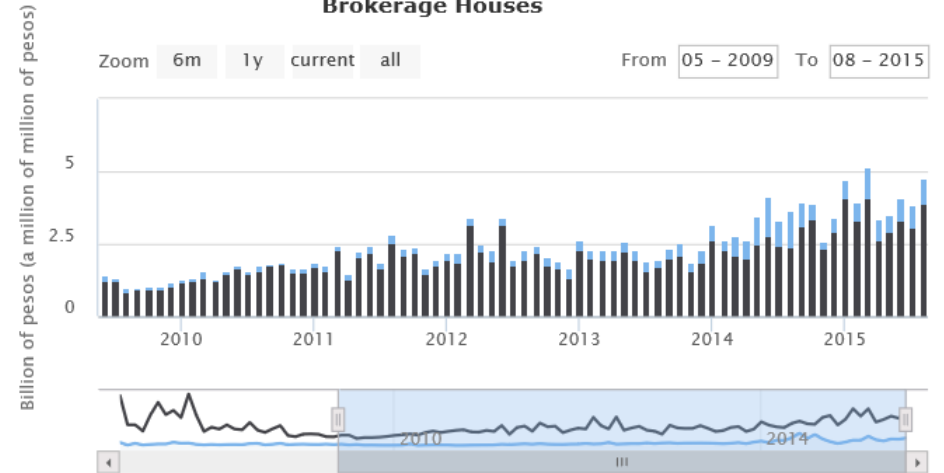 Brokerage Houses
Zoom 6m 1y current all From 05 - 2009 To 08 - 2015
Billion of pesos (a million of million of pesos)
5
2.5
0
2010 2011 2012 2013 2014 2015
2010 2014